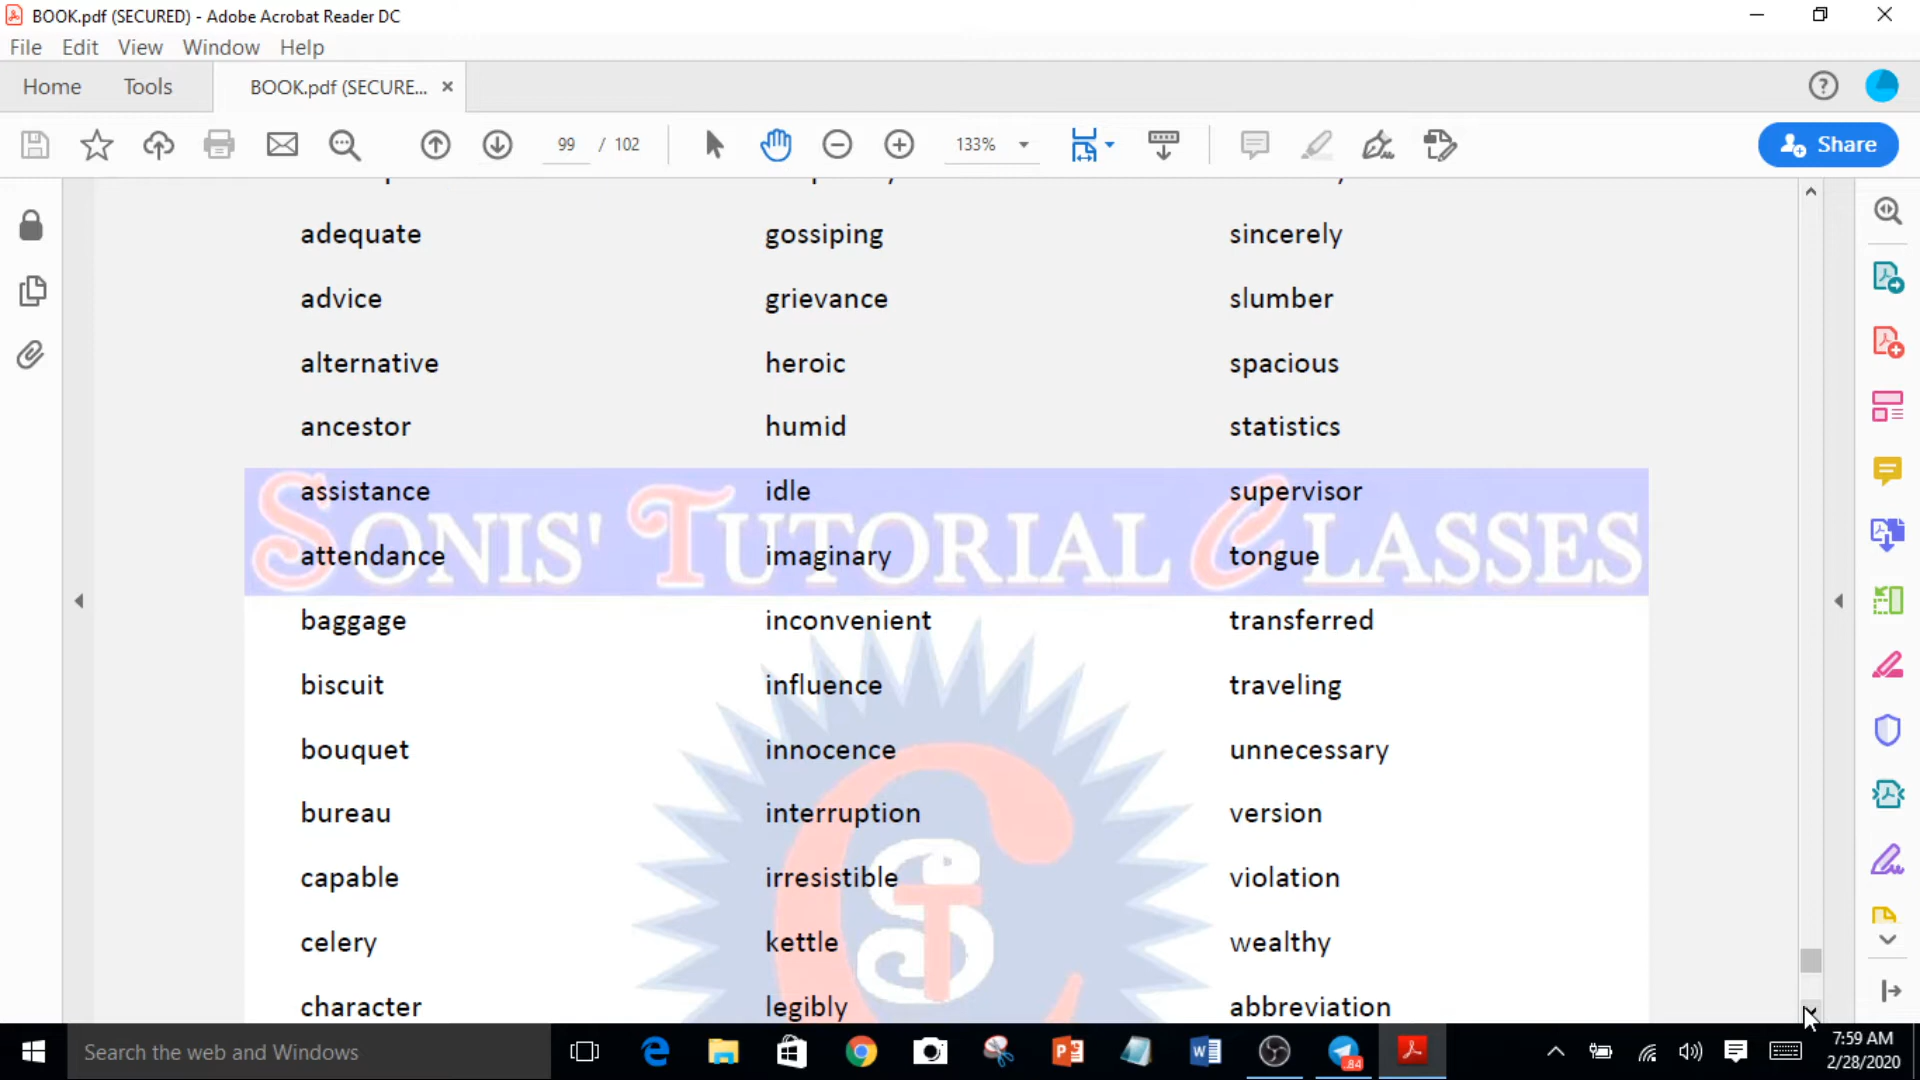 BOOK.pdf (SECURED) - Adobe Acrobat Reader DC
File Edit View Window Help
Home Tools BOOK.pdf (SECURE... ×
99 / 102 133% Share
adequate gossiping sincerely
advice grievance slumber
alternative heroic spacious
ancestor humid statistics
assistance idle supervisor
SONIS' TUTORIAL CLASSES
attendance imaginary tongue
baggage inconvenient transferred
biscuit influence traveling
bouquet innocence unnecessary
bureau interruption version
capable irresistible violation
celery kettle wealthy
character legibly abbreviation
Search the web and Windows
84
7:59 AM
2/28/2020